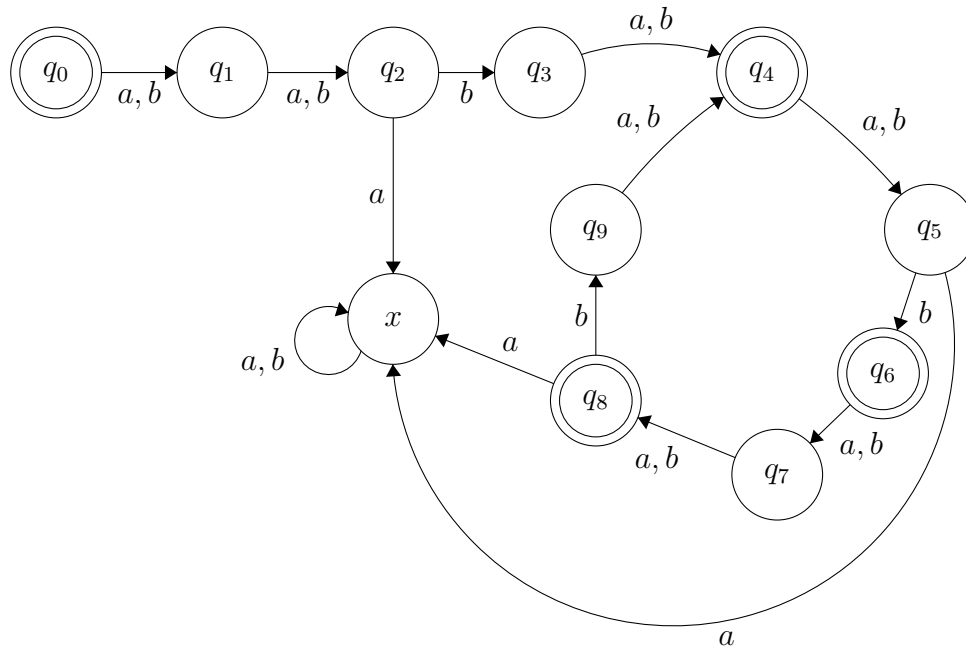 a, b
q0 q1 q2 q3 q4
a, b a, b b
a, b
a, b
a
q9 q5
b b
x a
q6
a, b
q8
a, b
a, b
q7
a